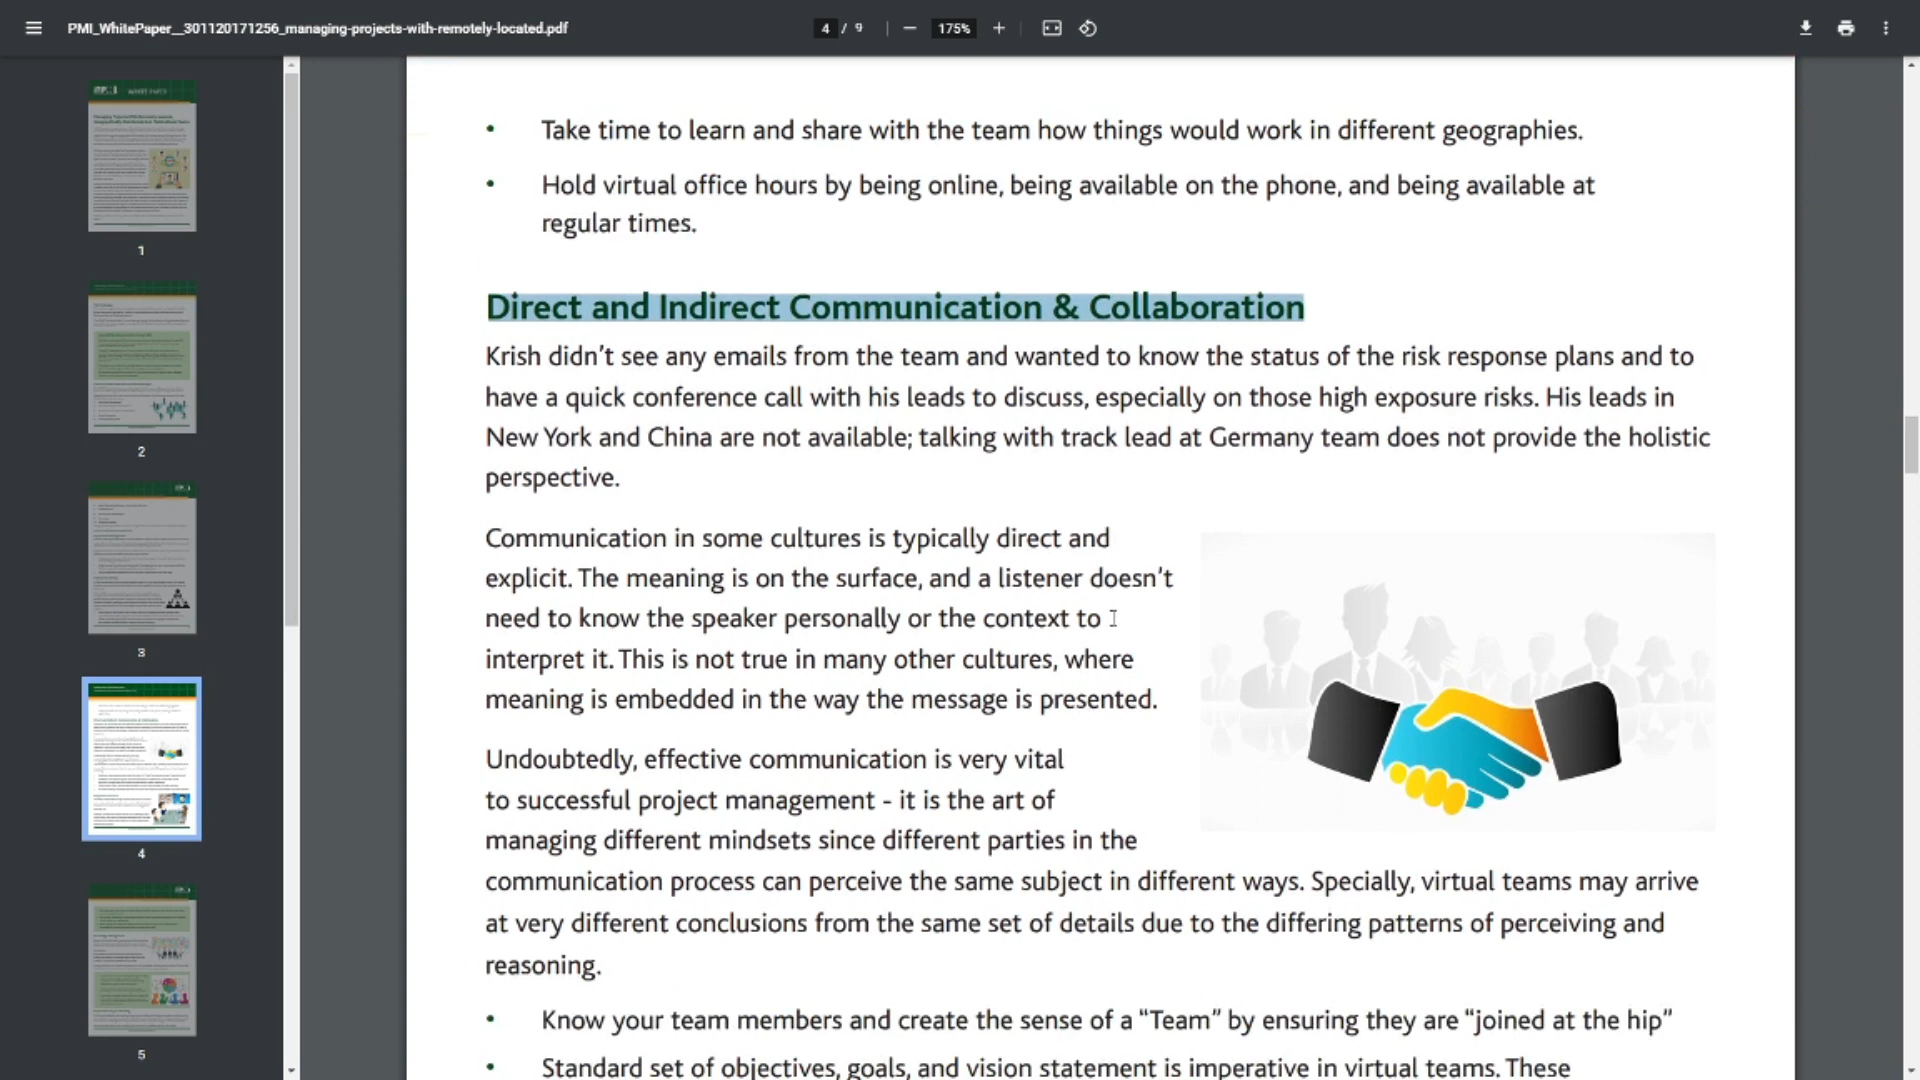 PMI_WhitePaper__301120171256_managing-projects-with-remotely-located.pdf
4 / 9
175%
1
2
3
4
5
• Take time to learn and share with the team how things would work in different geographies.
• Hold virtual office hours by being online, being available on the phone, and being available at
regular times.
Direct and Indirect Communication & Collaboration
Krish didn’t see any emails from the team and wanted to know the status of the risk response plans and to
have a quick conference call with his leads to discuss, especially on those high exposure risks. His leads in
New York and China are not available; talking with track lead at Germany team does not provide the holistic
perspective.
Communication in some cultures is typically direct and
explicit. The meaning is on the surface, and a listener doesn’t
need to know the speaker personally or the context to
interpret it. This is not true in many other cultures, where
meaning is embedded in the way the message is presented.
Undoubtedly, effective communication is very vital
to successful project management - it is the art of
managing different mindsets since different parties in the
communication process can perceive the same subject in different ways. Specially, virtual teams may arrive
at very different conclusions from the same set of details due to the differing patterns of perceiving and
reasoning.
• Know your team members and create the sense of a “Team” by ensuring they are “joined at the hip”
• Standard set of objectives, goals, and vision statement is imperative in virtual teams. These